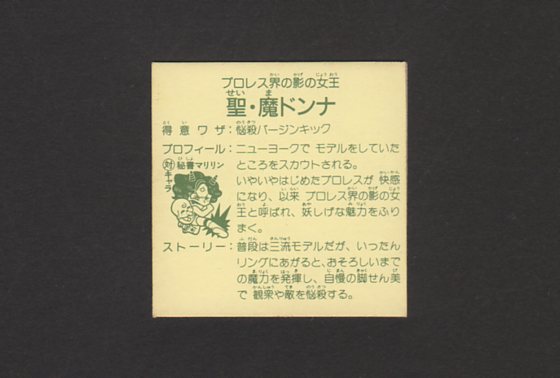 プロレス界の影の女王
聖・魔ドンナ
得意ワザ：悩殺バージンキック
プロフィール：ニューヨークで モデルをしていた
ところをスカウトされる。
いやいやはじめたプロレスが 快感
になり、以来 プロレス界の影の女
王と呼ばれ、妖しげな魅力をふり
まく。
対キャラ 秘書マリリン
ストーリー：普段は三流モデルだが、いったん
リングにあがると、おそろしいまで
の魔力を発揮し、自慢の脚せん美
で 観衆や敵を悩殺する。